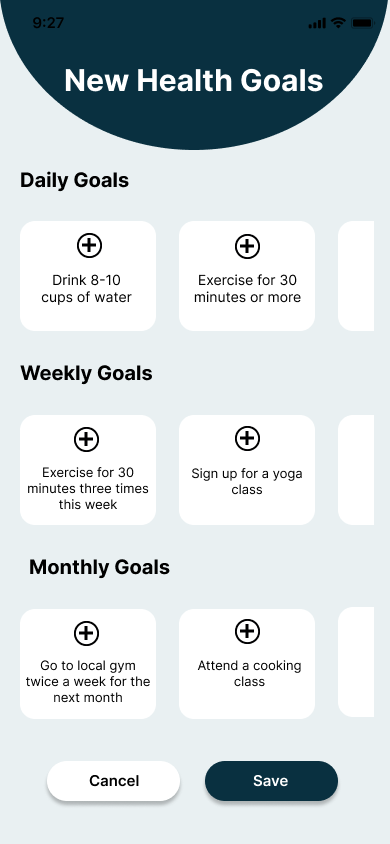 9:27
New Health Goals
Daily Goals
Drink 8-10
cups of water
Exercise for 30
minutes or more
Weekly Goals
Exercise for 30
minutes three times
this week
Sign up for a yoga
class
Monthly Goals
Go to local gym
twice a week for the
next month
Attend a cooking
class
Cancel
Save